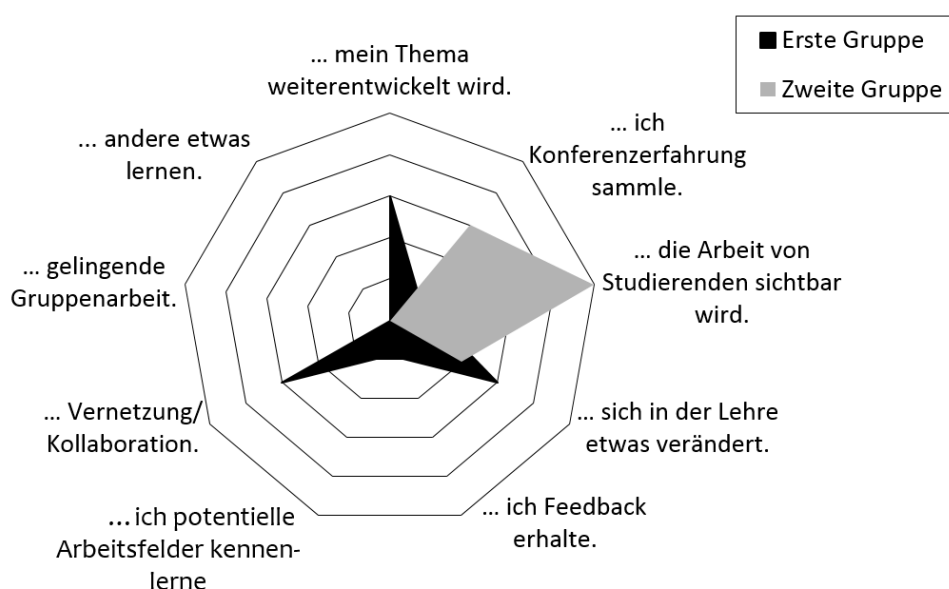 Erste Gruppe
Zweite Gruppe
... mein Thema
weiterentwickelt wird.
... ich
Konferenzerfahrung
sammle.
... die Arbeit von
Studierenden sichtbar
wird.
... sich in der Lehre
etwas verändert.
... ich Feedback
erhalte.
... ich potentielle
Arbeitsfelder kennen-
lerne
... Vernetzung/
Kollaboration.
... gelingende
Gruppenarbeit.
... andere etwas
lernen.